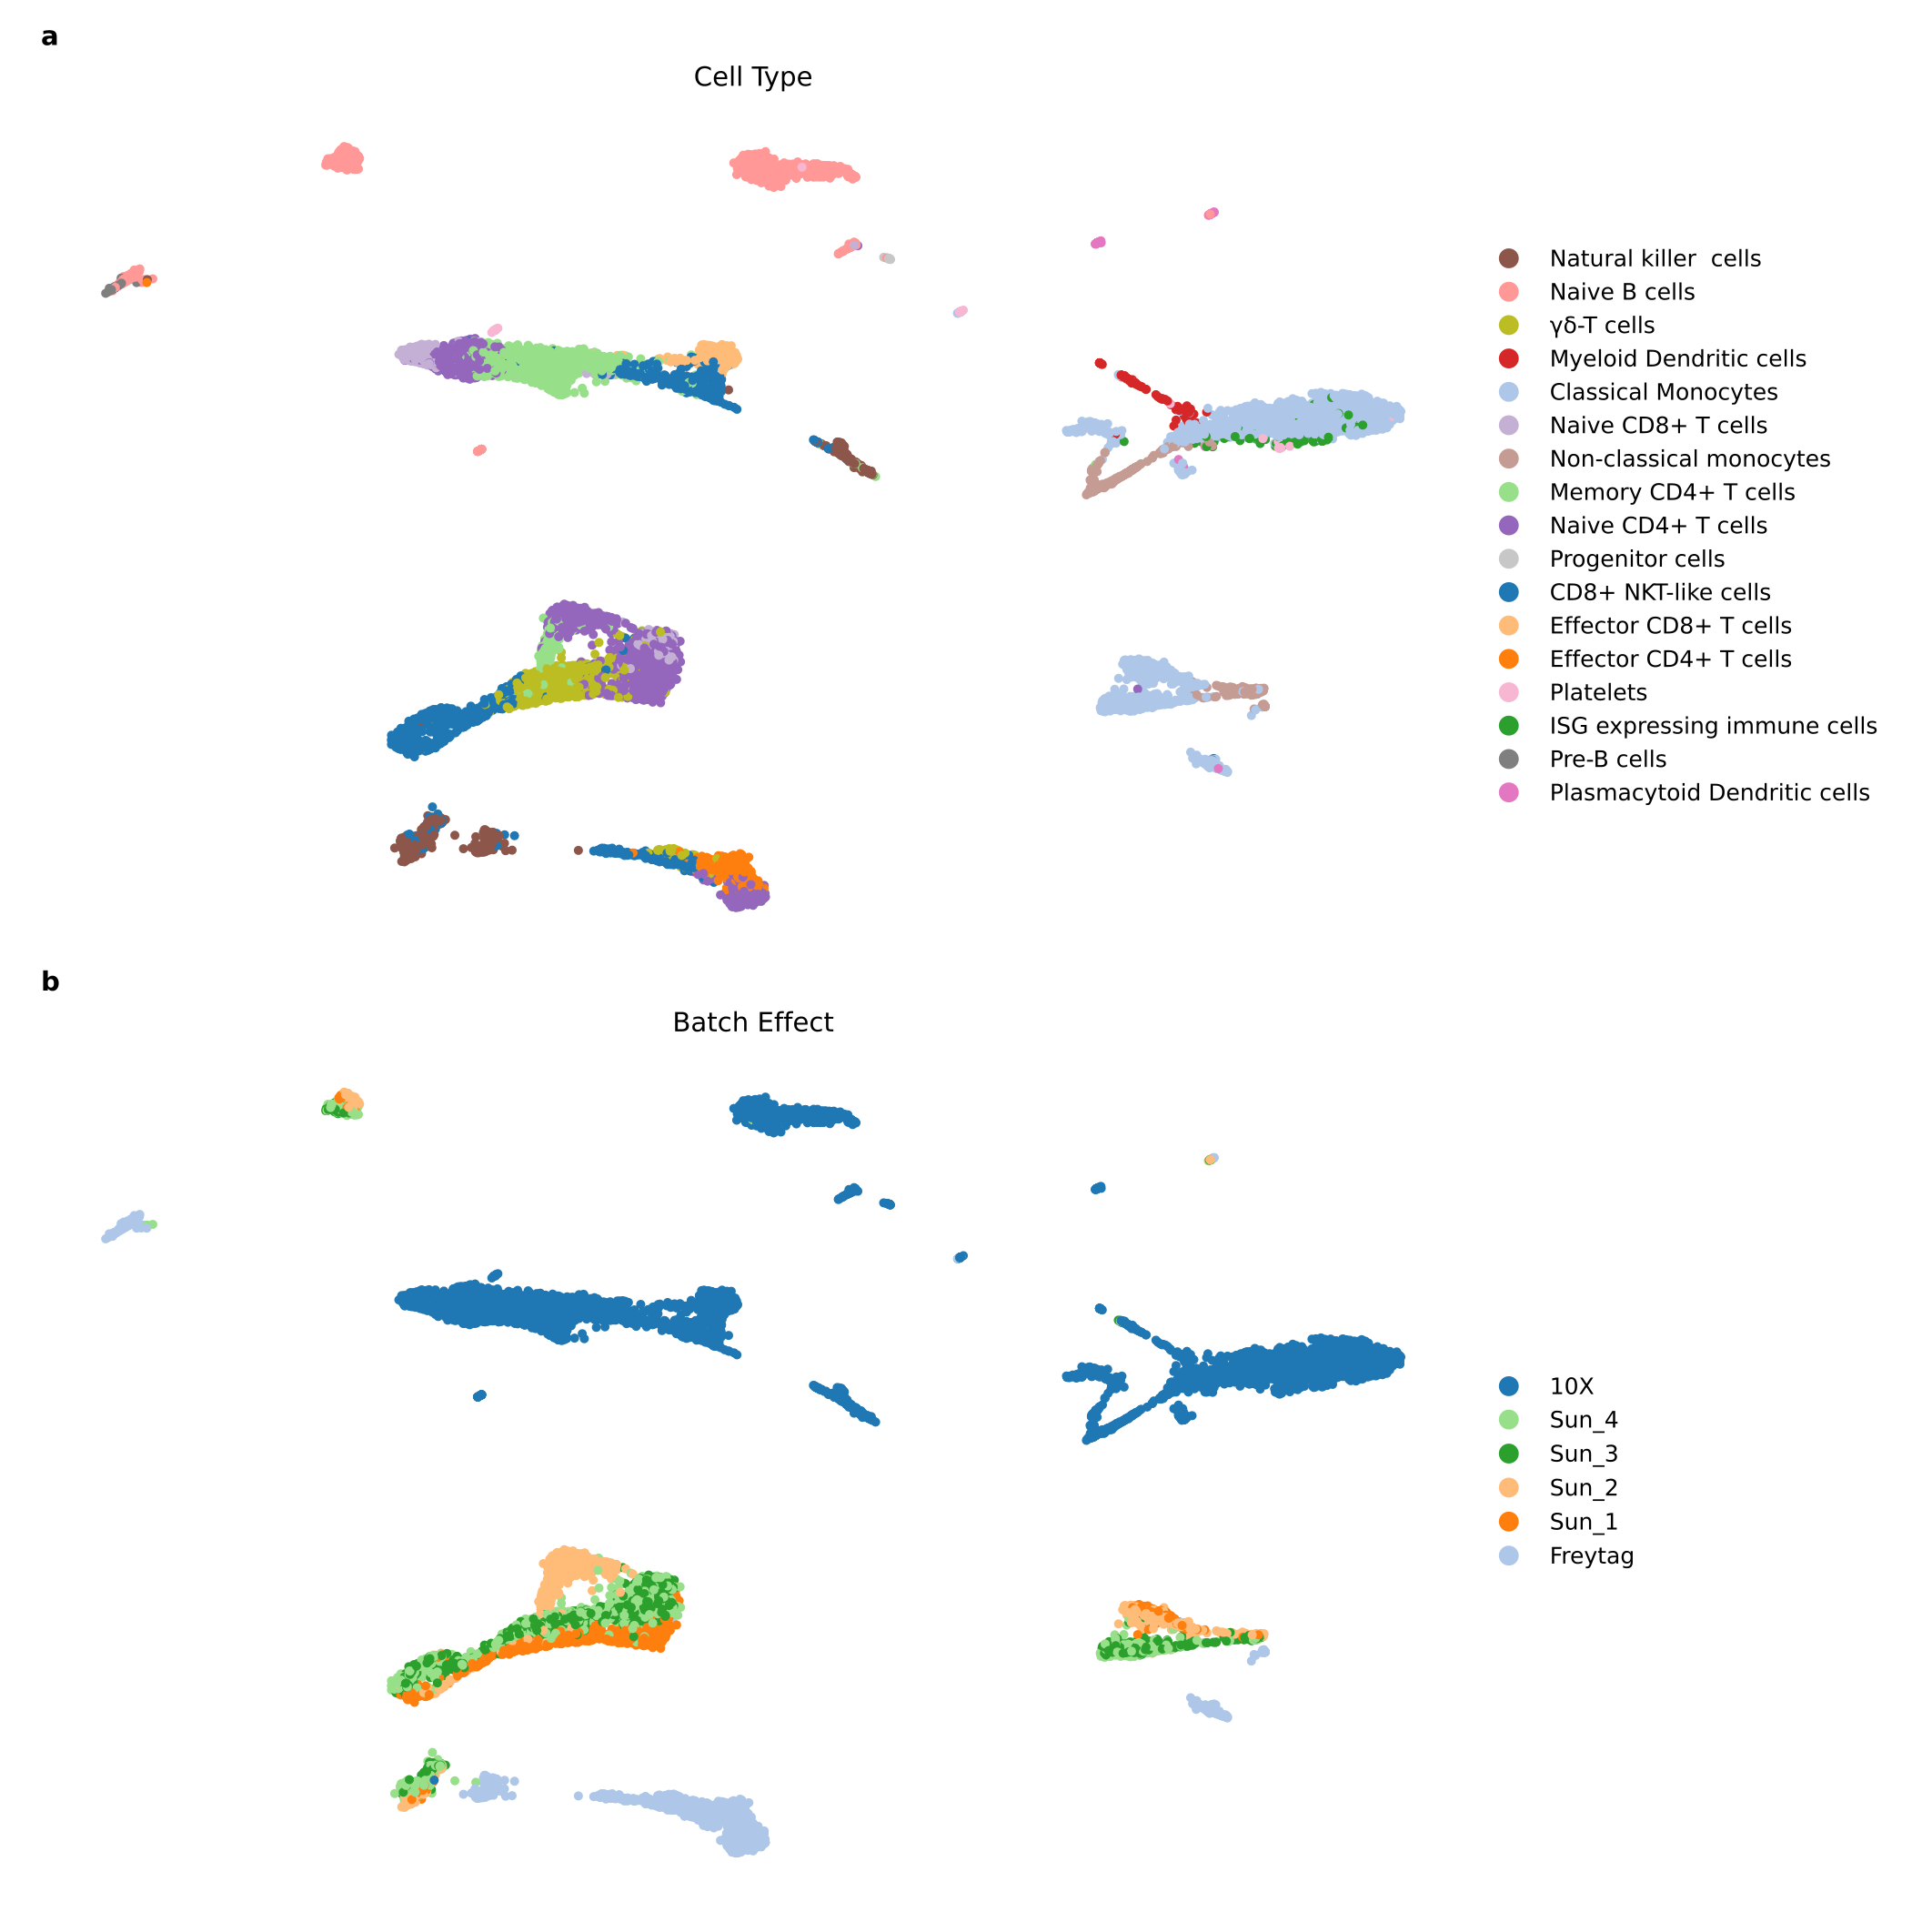 a
Cell Type
Natural killer  cells
Naive B cells
γδ-T cells
Myeloid Dendritic cells
Classical Monocytes
Naive CD8+ T cells
Non-classical monocytes
Memory CD4+ T cells
Naive CD4+ T cells
Progenitor cells
CD8+ NKT-like cells
Effector CD8+ T cells
Effector CD4+ T cells
Platelets
ISG expressing immune cells
Pre-B cells
Plasmacytoid Dendritic cells
b
Batch Effect
10X
Sun_4
Sun_3
Sun_2
Sun_1
Freytag